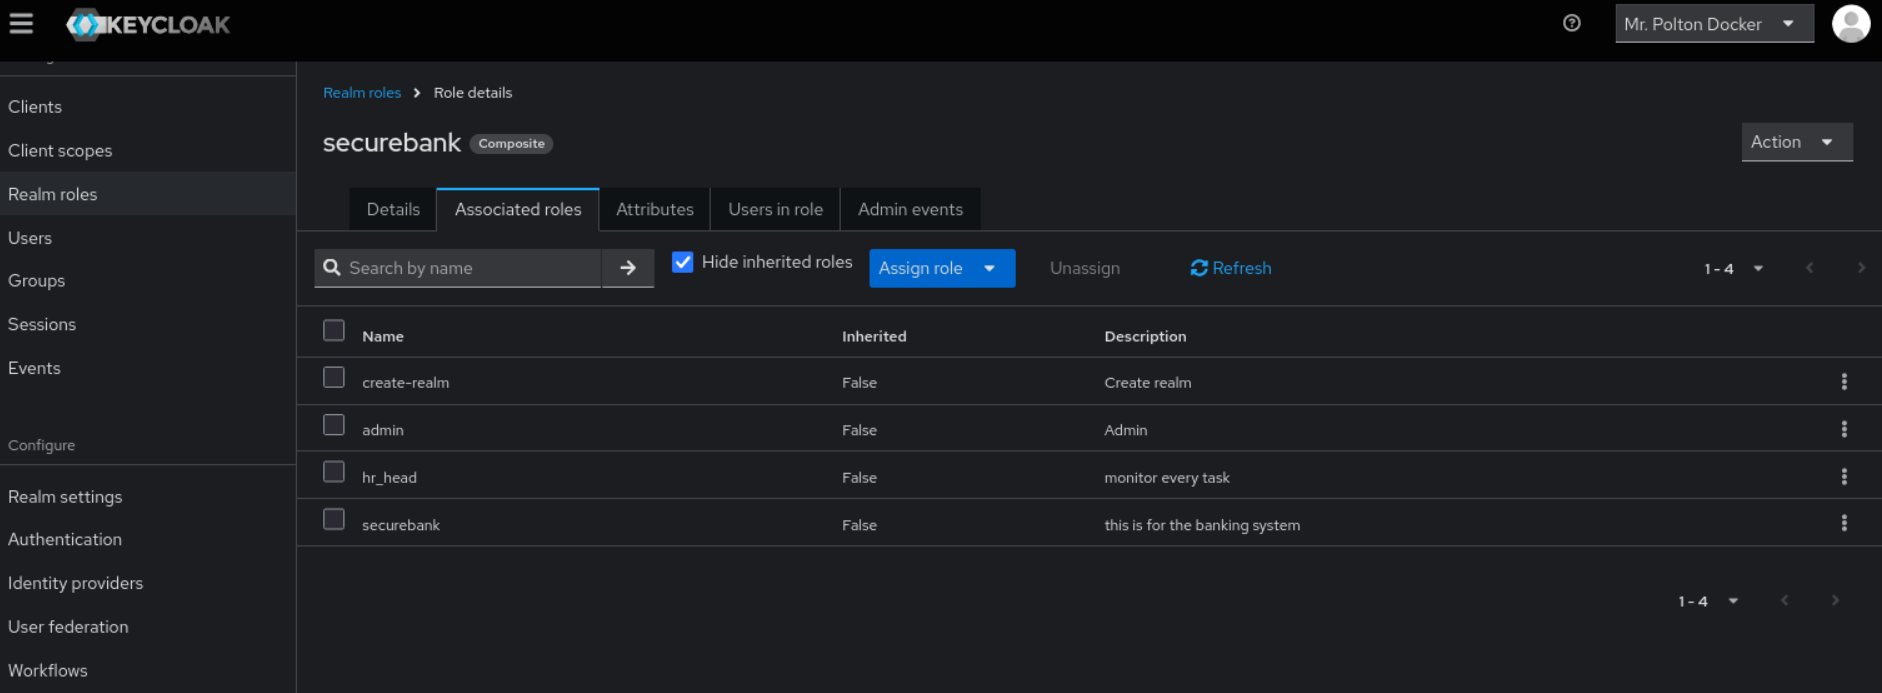 KEYCLOAK
Mr. Polton Docker
Clients
Client scopes
Realm roles
Users
Groups
Sessions
Events
Configure
Realm settings
Authentication
Identity providers
User federation
Workflows
Realm roles > Role details
securebank Composite
Action
Details Associated roles Attributes Users in role Admin events
Search by name Hide inherited roles Assign role Unassign Refresh 1 - 4
Name Inherited Description
create-realm False Create realm
admin False Admin
hr_head False monitor every task
securebank False this is for the banking system
1 - 4